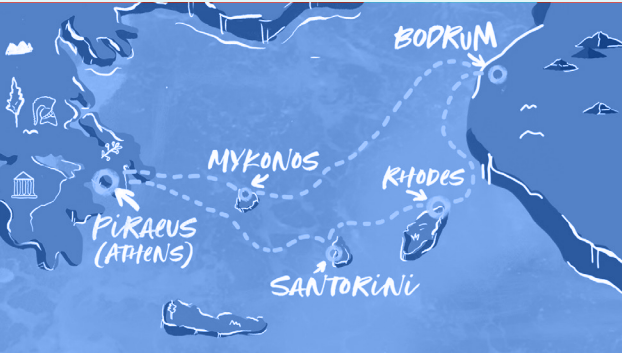 BODRUM
MYKONOS
RHODES
PIRAEUS
(ATHENS)
SANTORINI